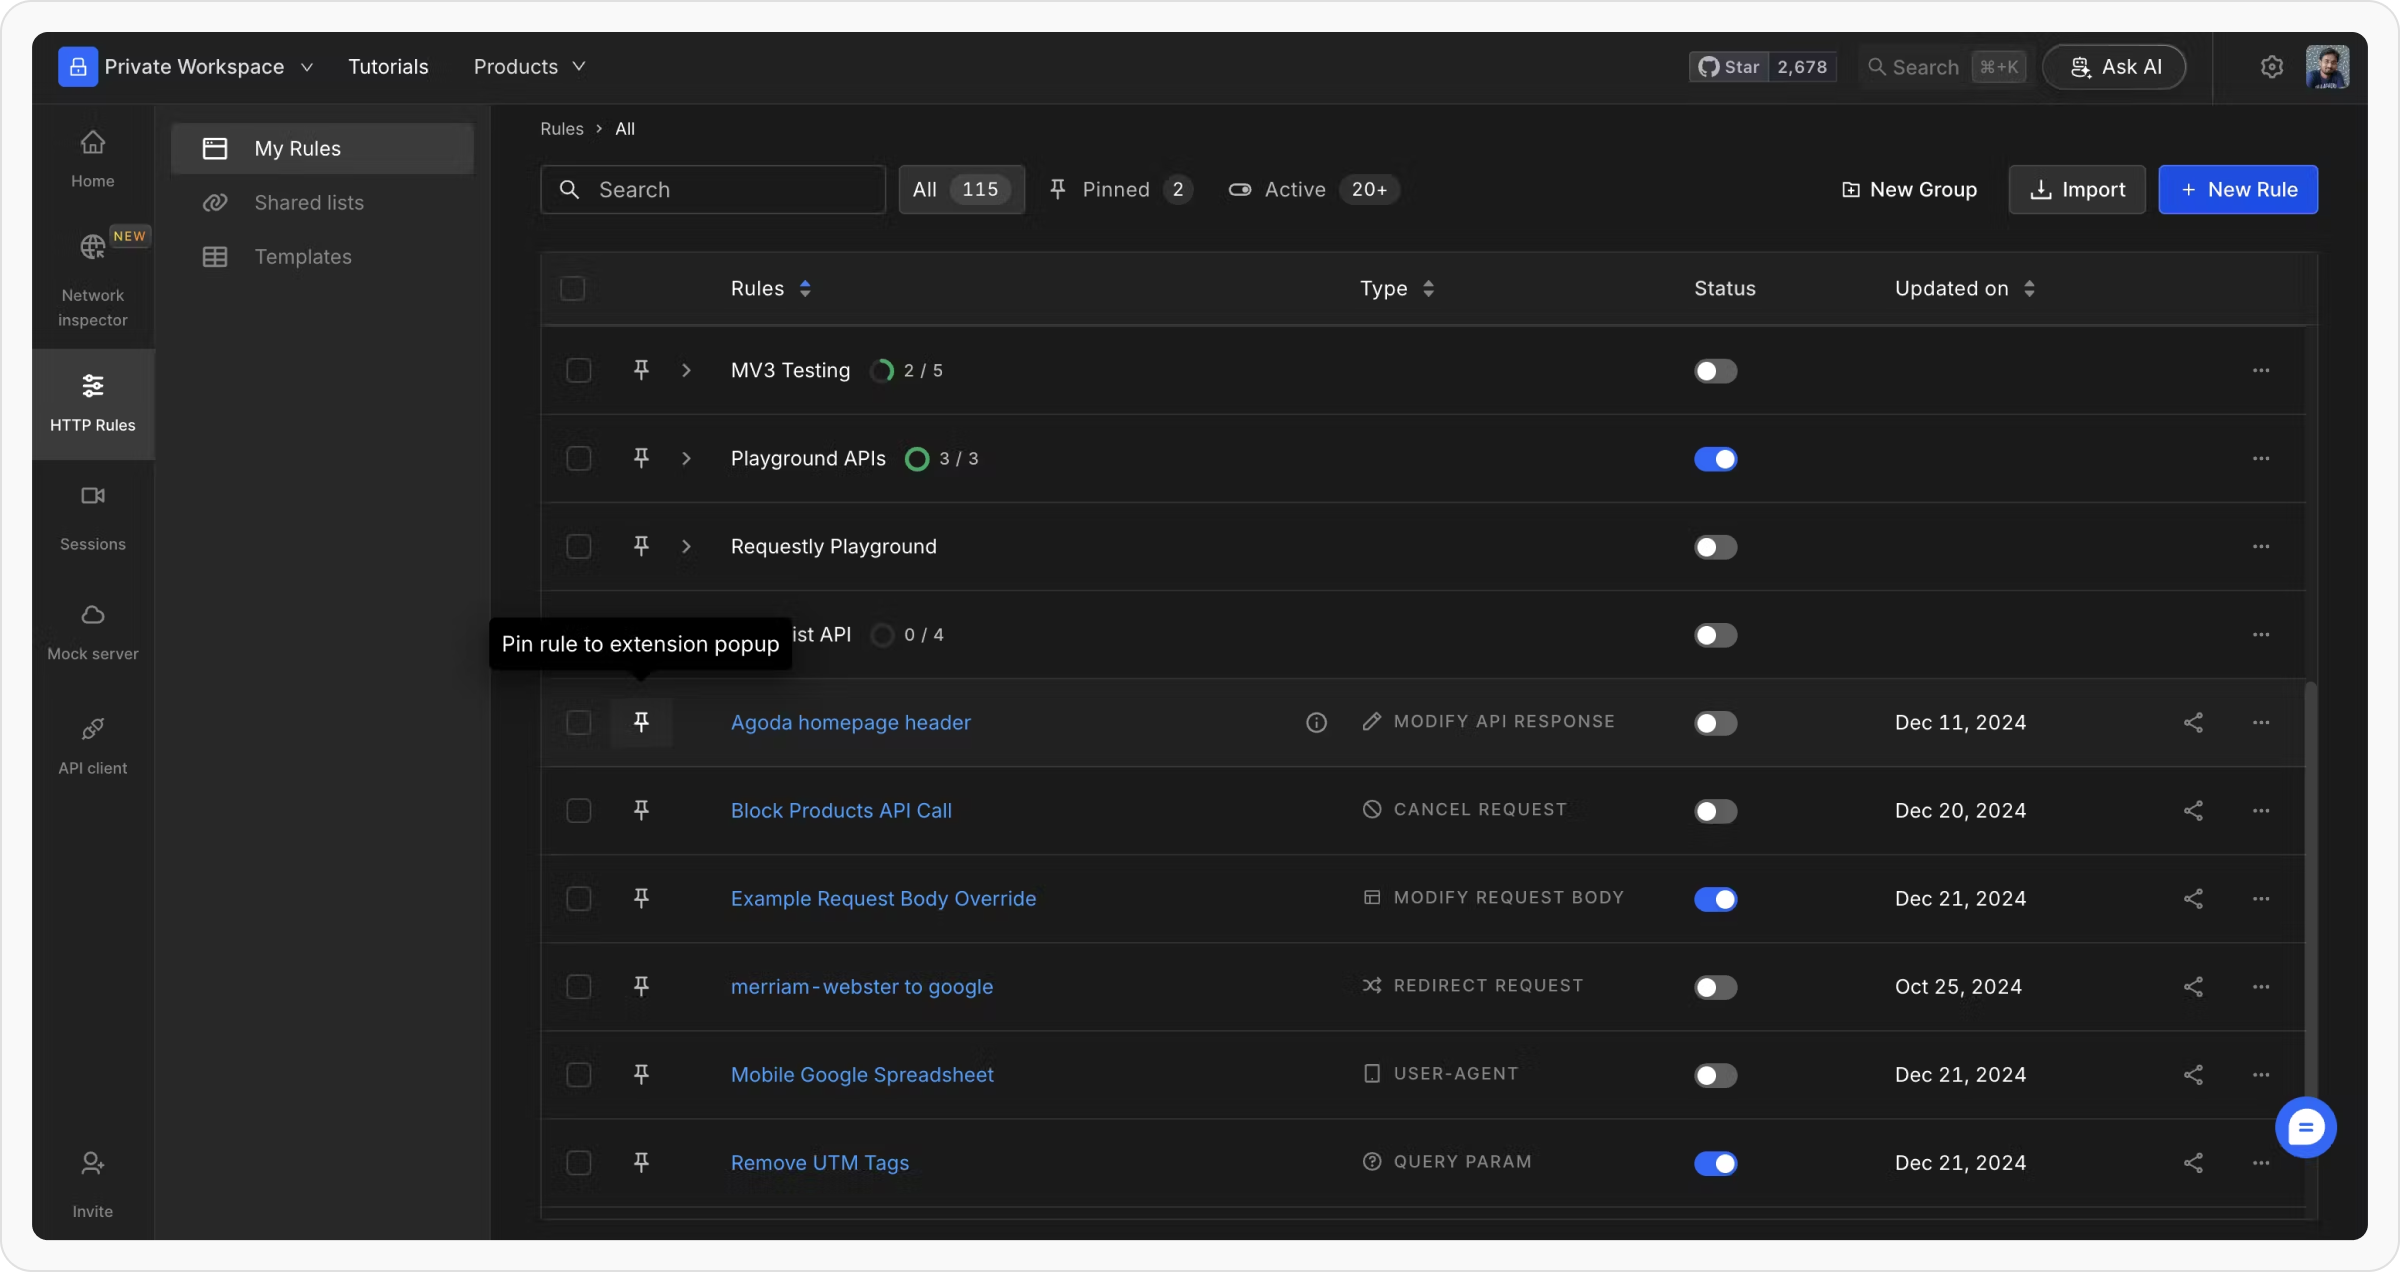 Private Workspace
Tutorials
Products
Star 2,678
Search ⌘+K
Ask AI
Home
NEW
Network
inspector
HTTP Rules
Sessions
Mock server
API client
Invite
My Rules
Shared lists
Templates
Rules › All
Search
All 115
Pinned 2
Active 20+
New Group
Import
+ New Rule
Rules Type Status Updated on
MV3 Testing 2 / 5
Playground APIs 3 / 3
Requestly Playground
ist API 0 / 4
Pin rule to extension popup
Agoda homepage header MODIFY API RESPONSE Dec 11, 2024
Block Products API Call CANCEL REQUEST Dec 20, 2024
Example Request Body Override MODIFY REQUEST BODY Dec 21, 2024
merriam-webster to google REDIRECT REQUEST Oct 25, 2024
Mobile Google Spreadsheet USER-AGENT Dec 21, 2024
Remove UTM Tags QUERY PARAM Dec 21, 2024